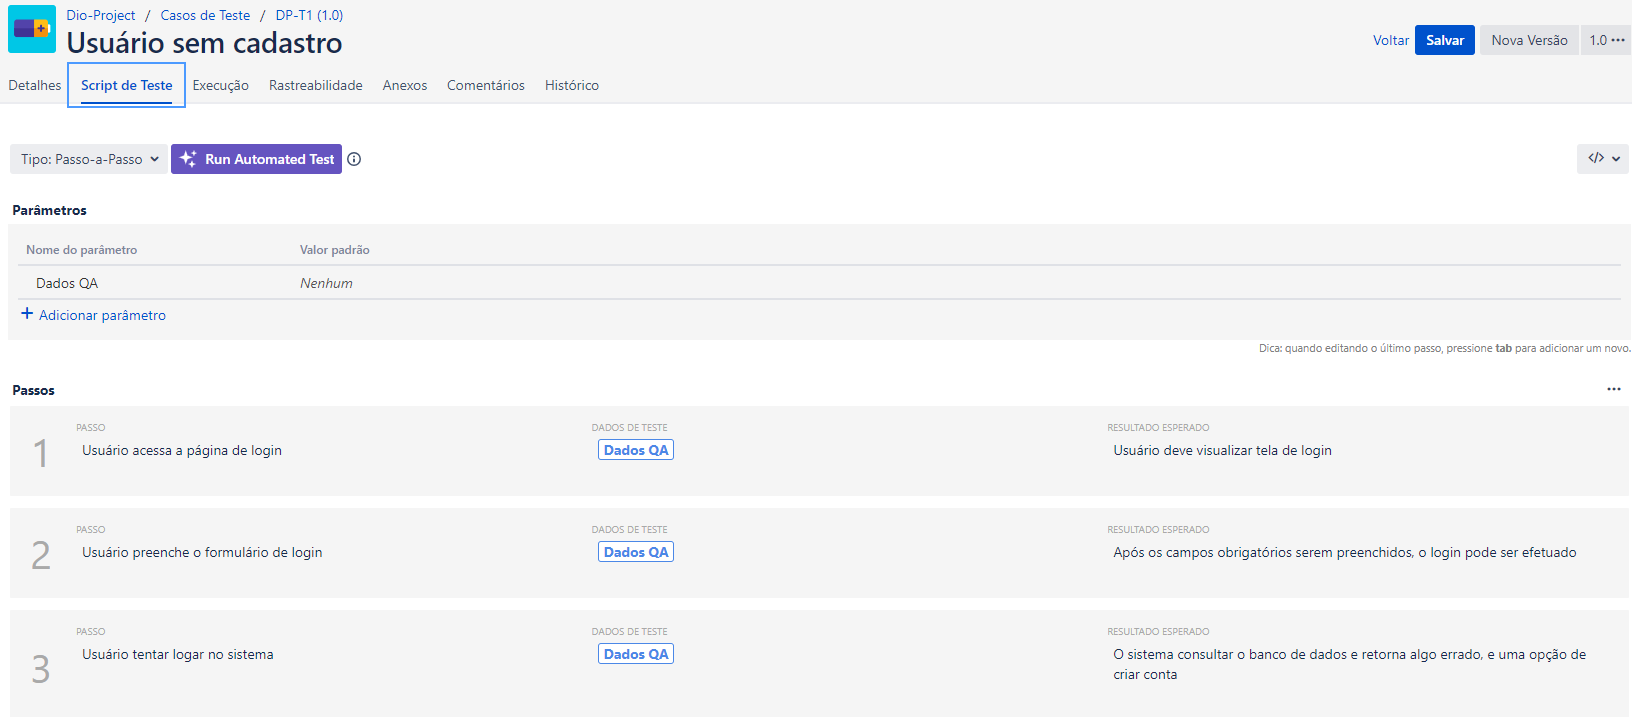 Dio-Project / Casos de Teste / DP-T1 (1.0)
Usuário sem cadastro
Voltar Salvar Nova Versão 1.0 ···
Detalhes Script de Teste Execução Rastreabilidade Anexos Comentários Histórico
Tipo: Passo-a-Passo Run Automated Test </>
Parâmetros
Nome do parâmetro Valor padrão
Dados QA Nenhum
+ Adicionar parâmetro
Dica: quando editando o último passo, pressione tab para adicionar um novo.
Passos ···
1
PASSO DADOS DE TESTE RESULTADO ESPERADO
Usuário acessa a página de login Dados QA Usuário deve visualizar tela de login
2
PASSO DADOS DE TESTE RESULTADO ESPERADO
Usuário preenche o formulário de login Dados QA Após os campos obrigatórios serem preenchidos, o login pode ser efetuado
3
PASSO DADOS DE TESTE RESULTADO ESPERADO
Usuário tentar logar no sistema Dados QA O sistema consultar o banco de dados e retorna algo errado, e uma opção de
criar conta